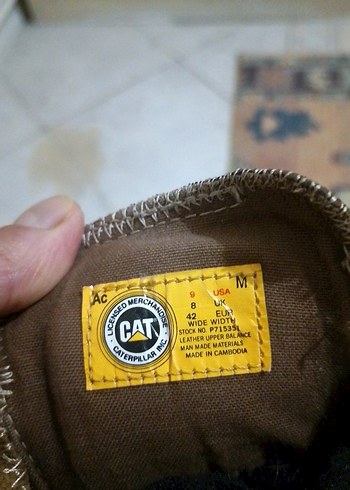 Ac
M
LICENSED MERCHANDISE
CAT
CATERPILLAR INC.
9 USA
8 UK
42 EUR
WIDE WIDTH
STOCK NO. P715351
LEATHER UPPER BALANCE
MAN MADE MATERIALS
MADE IN CAMBODIA